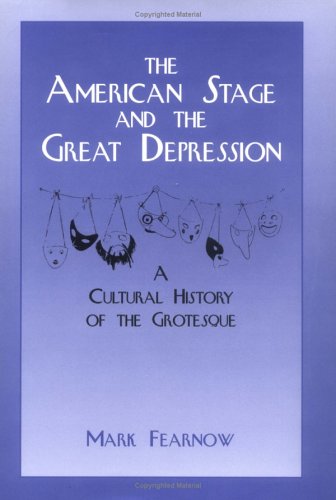 Copyrighted Material
THE
AMERICAN STAGE
AND THE
GREAT DEPRESSION
A
CULTURAL HISTORY
OF THE GROTESQUE
MARK FEARNOW
Copyrighted Material